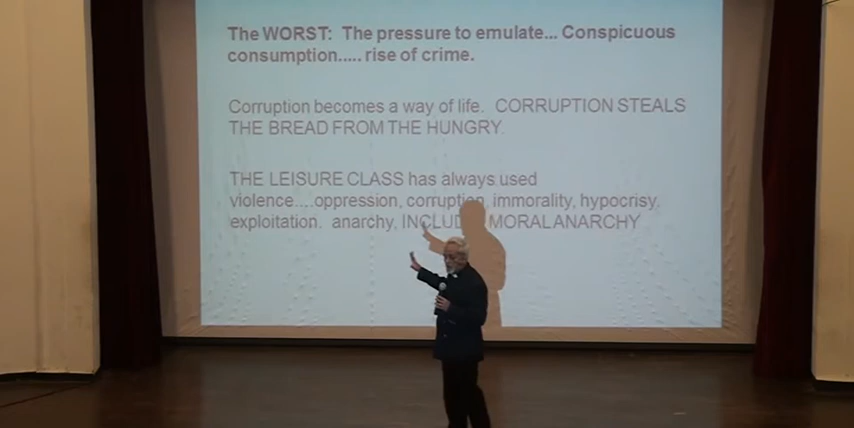 The WORST: The pressure to emulate... Conspicuous
consumption..... rise of crime.
Corruption becomes a way of life. CORRUPTION STEALS
THE BREAD FROM THE HUNGRY.
THE LEISURE CLASS has always used
violence....oppression, corruption, immorality, hypocrisy,
exploitation. anarchy, MORAL ANARCHY